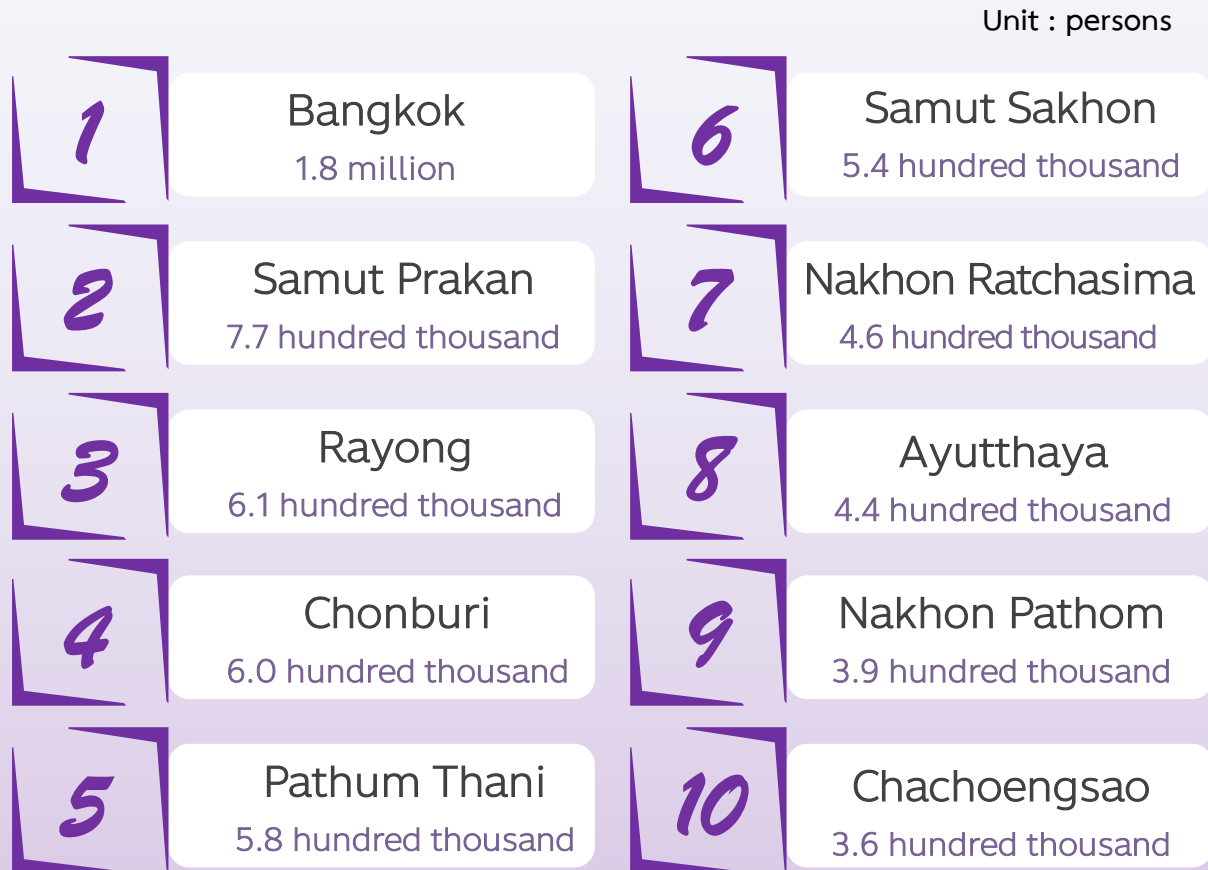 Unit : persons
1
Bangkok
1.8 million
2
Samut Prakan
7.7 hundred thousand
3
Rayong
6.1 hundred thousand
4
Chonburi
6.0 hundred thousand
5
Pathum Thani
5.8 hundred thousand
6
Samut Sakhon
5.4 hundred thousand
7
Nakhon Ratchasima
4.6 hundred thousand
8
Ayutthaya
4.4 hundred thousand
9
Nakhon Pathom
3.9 hundred thousand
10
Chachoengsao
3.6 hundred thousand